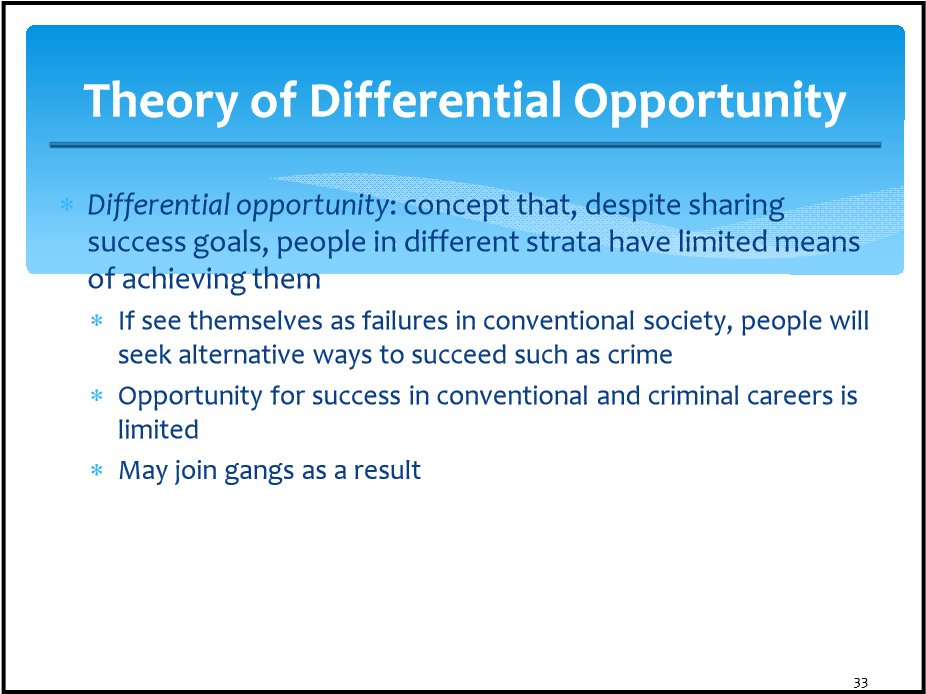 Theory of Differential Opportunity
* Differential opportunity: concept that, despite sharing
success goals, people in different strata have limited means
of achieving them
* If see themselves as failures in conventional society, people will
seek alternative ways to succeed such as crime
* Opportunity for success in conventional and criminal careers is
limited
* May join gangs as a result
33